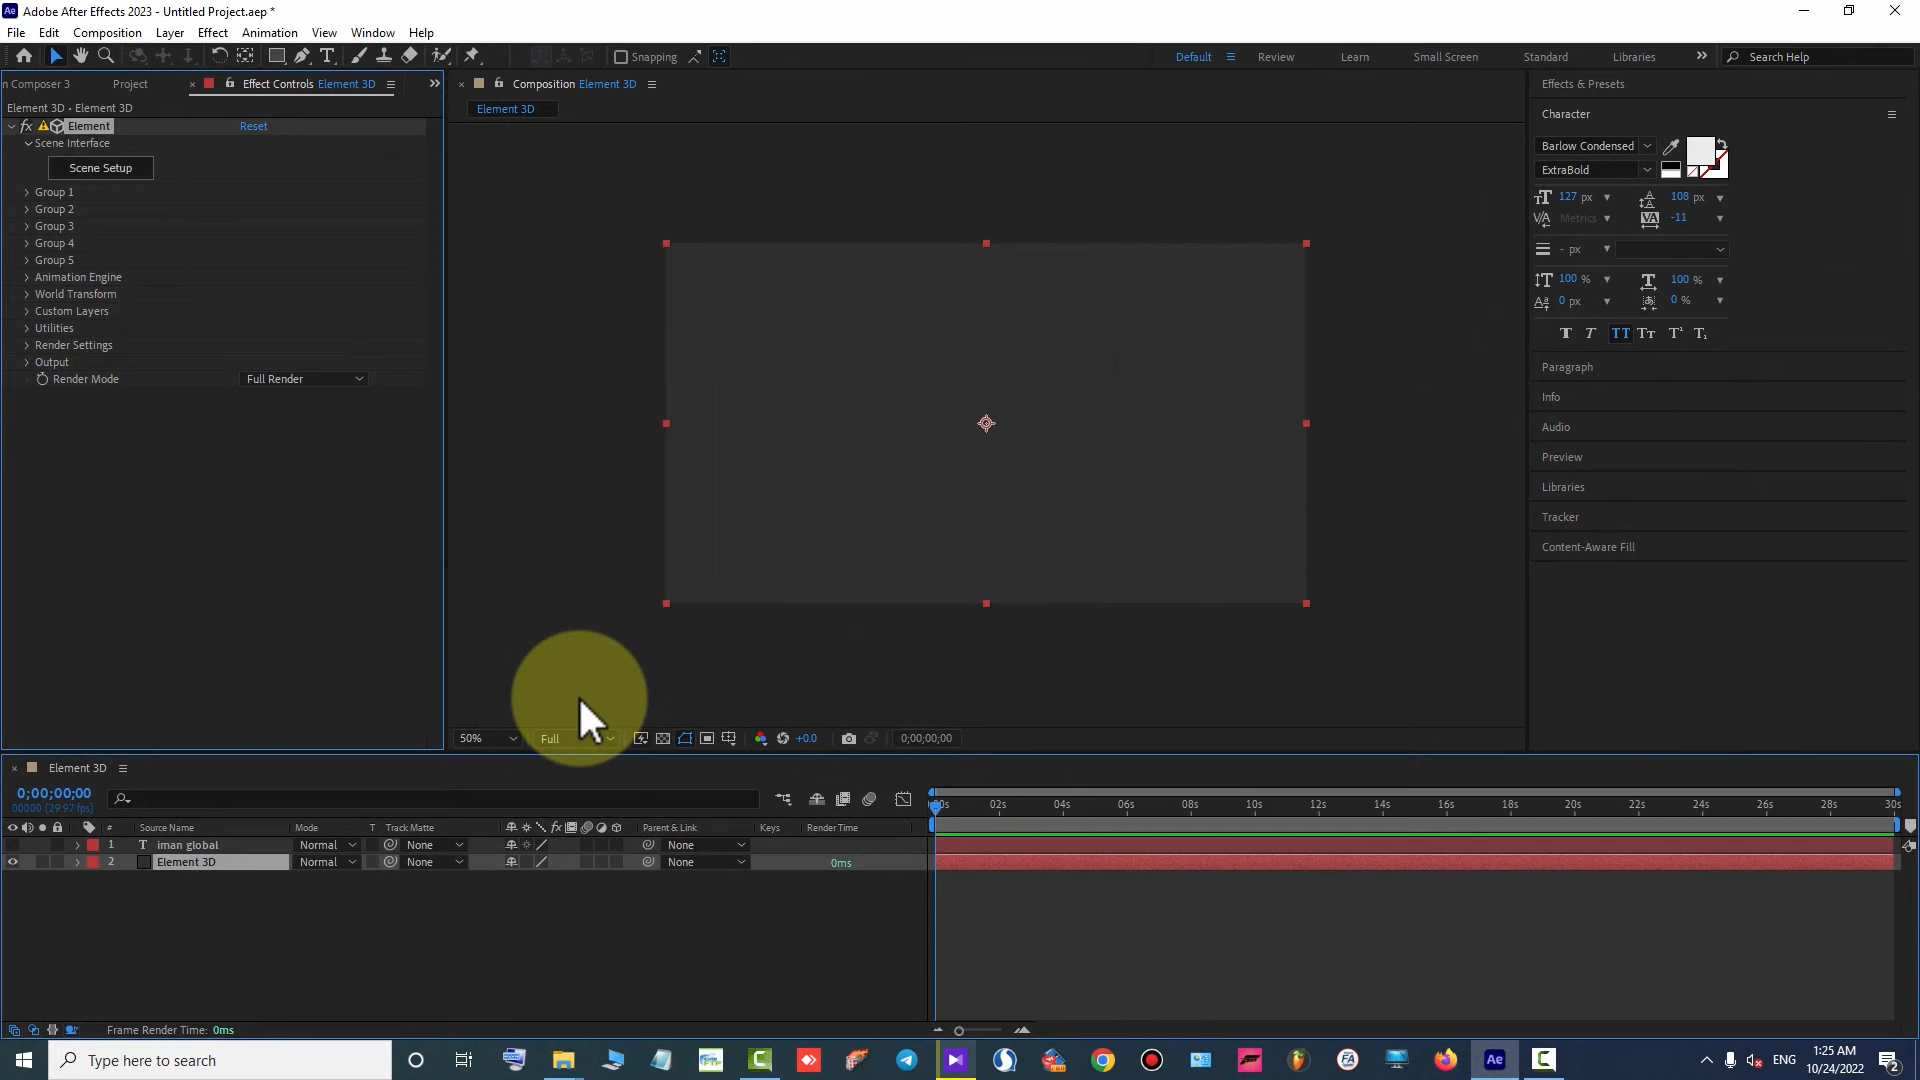 Adobe After Effects 2023 - Untitled Project.aep *
File Edit Composition Layer Effect Animation View Window Help
Snapping
Default Review Learn Small Screen Standard Libraries
Search Help
n Composer 3 Project Effect Controls Element 3D
Element 3D • Element 3D
fx Element Reset
Scene Interface
Scene Setup
Group 1
Group 2
Group 3
Group 4
Group 5
Animation Engine
World Transform
Custom Layers
Utilities
Render Settings
Output
Render Mode Full Render
Composition Element 3D
Element 3D
50% Full +0.0 0;00;00;00
Effects & Presets
Character
Barlow Condensed
ExtraBold
127 px 108 px
Metrics -11
- px
100 % 100 %
0 px 0 %
Paragraph
Info
Audio
Preview
Libraries
Tracker
Content-Aware Fill
Element 3D
0;00;00;00
00000 (29.97 fps)
02s 04s 06s 08s 10s 12s 14s 16s 18s 20s 22s 24s 26s 28s 30s
# Source Name Mode T Track Matte Parent & Link Keys Render Time
1 T iman global Normal None None
2 Element 3D Normal None None 0ms
Frame Render Time: 0ms
Type here to search
ENG
1:25 AM
10/24/2022
2